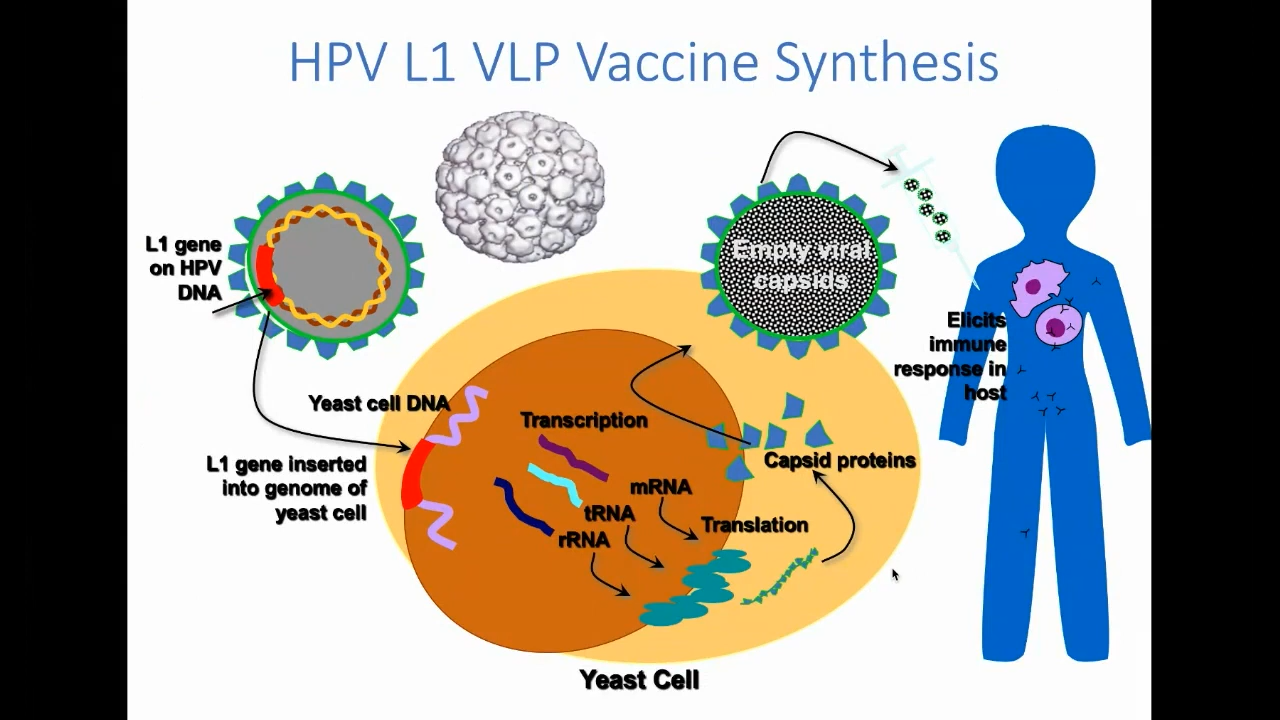 HPV L1 VLP Vaccine Synthesis
L1 gene
on HPV
DNA
Empty viral
capsids
Elicits
immune
response in
host
Yeast cell DNA
Transcription
L1 gene inserted
into genome of
yeast cell
Capsid proteins
mRNA
tRNA
rRNA
Translation
Yeast Cell